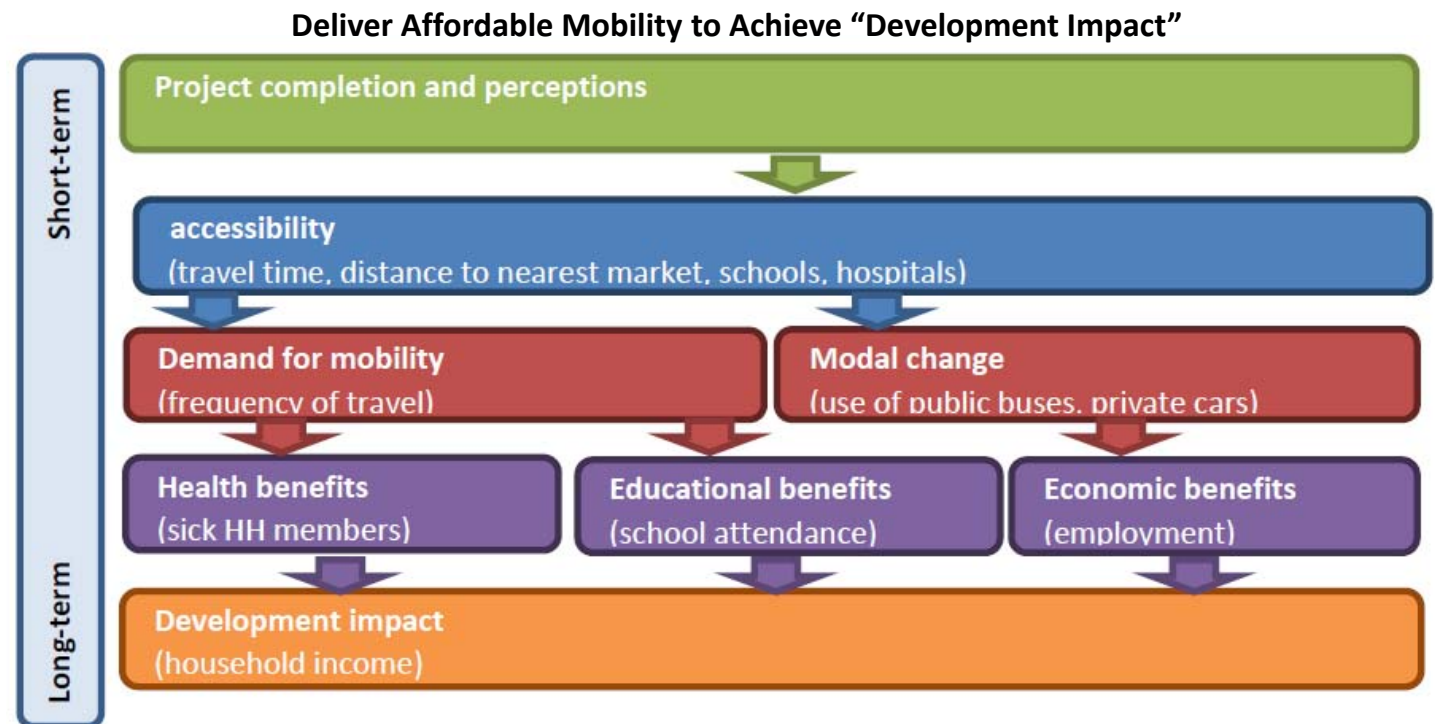 Deliver Affordable Mobility to Achieve “Development Impact”
Short-term
Project completion and perceptions
accessibility
(travel time, distance to nearest market, schools, hospitals)
Demand for mobility
(frequency of travel)
Modal change
(use of public buses, private cars)
Health benefits
(sick HH members)
Educational benefits
(school attendance)
Economic benefits
(employment)
Long-term
Development impact
(household income)